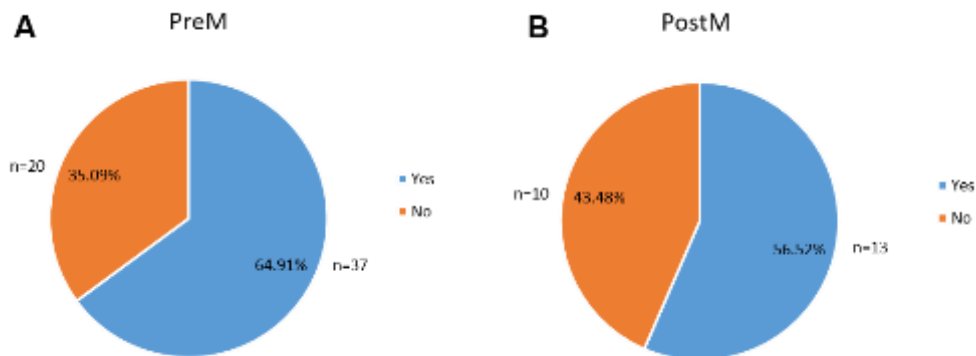 A
PreM
n=20
35.09%
64.91%
n=37
Yes
No
B
PostM
n=10
43.48%
56.52%
n=13
Yes
No